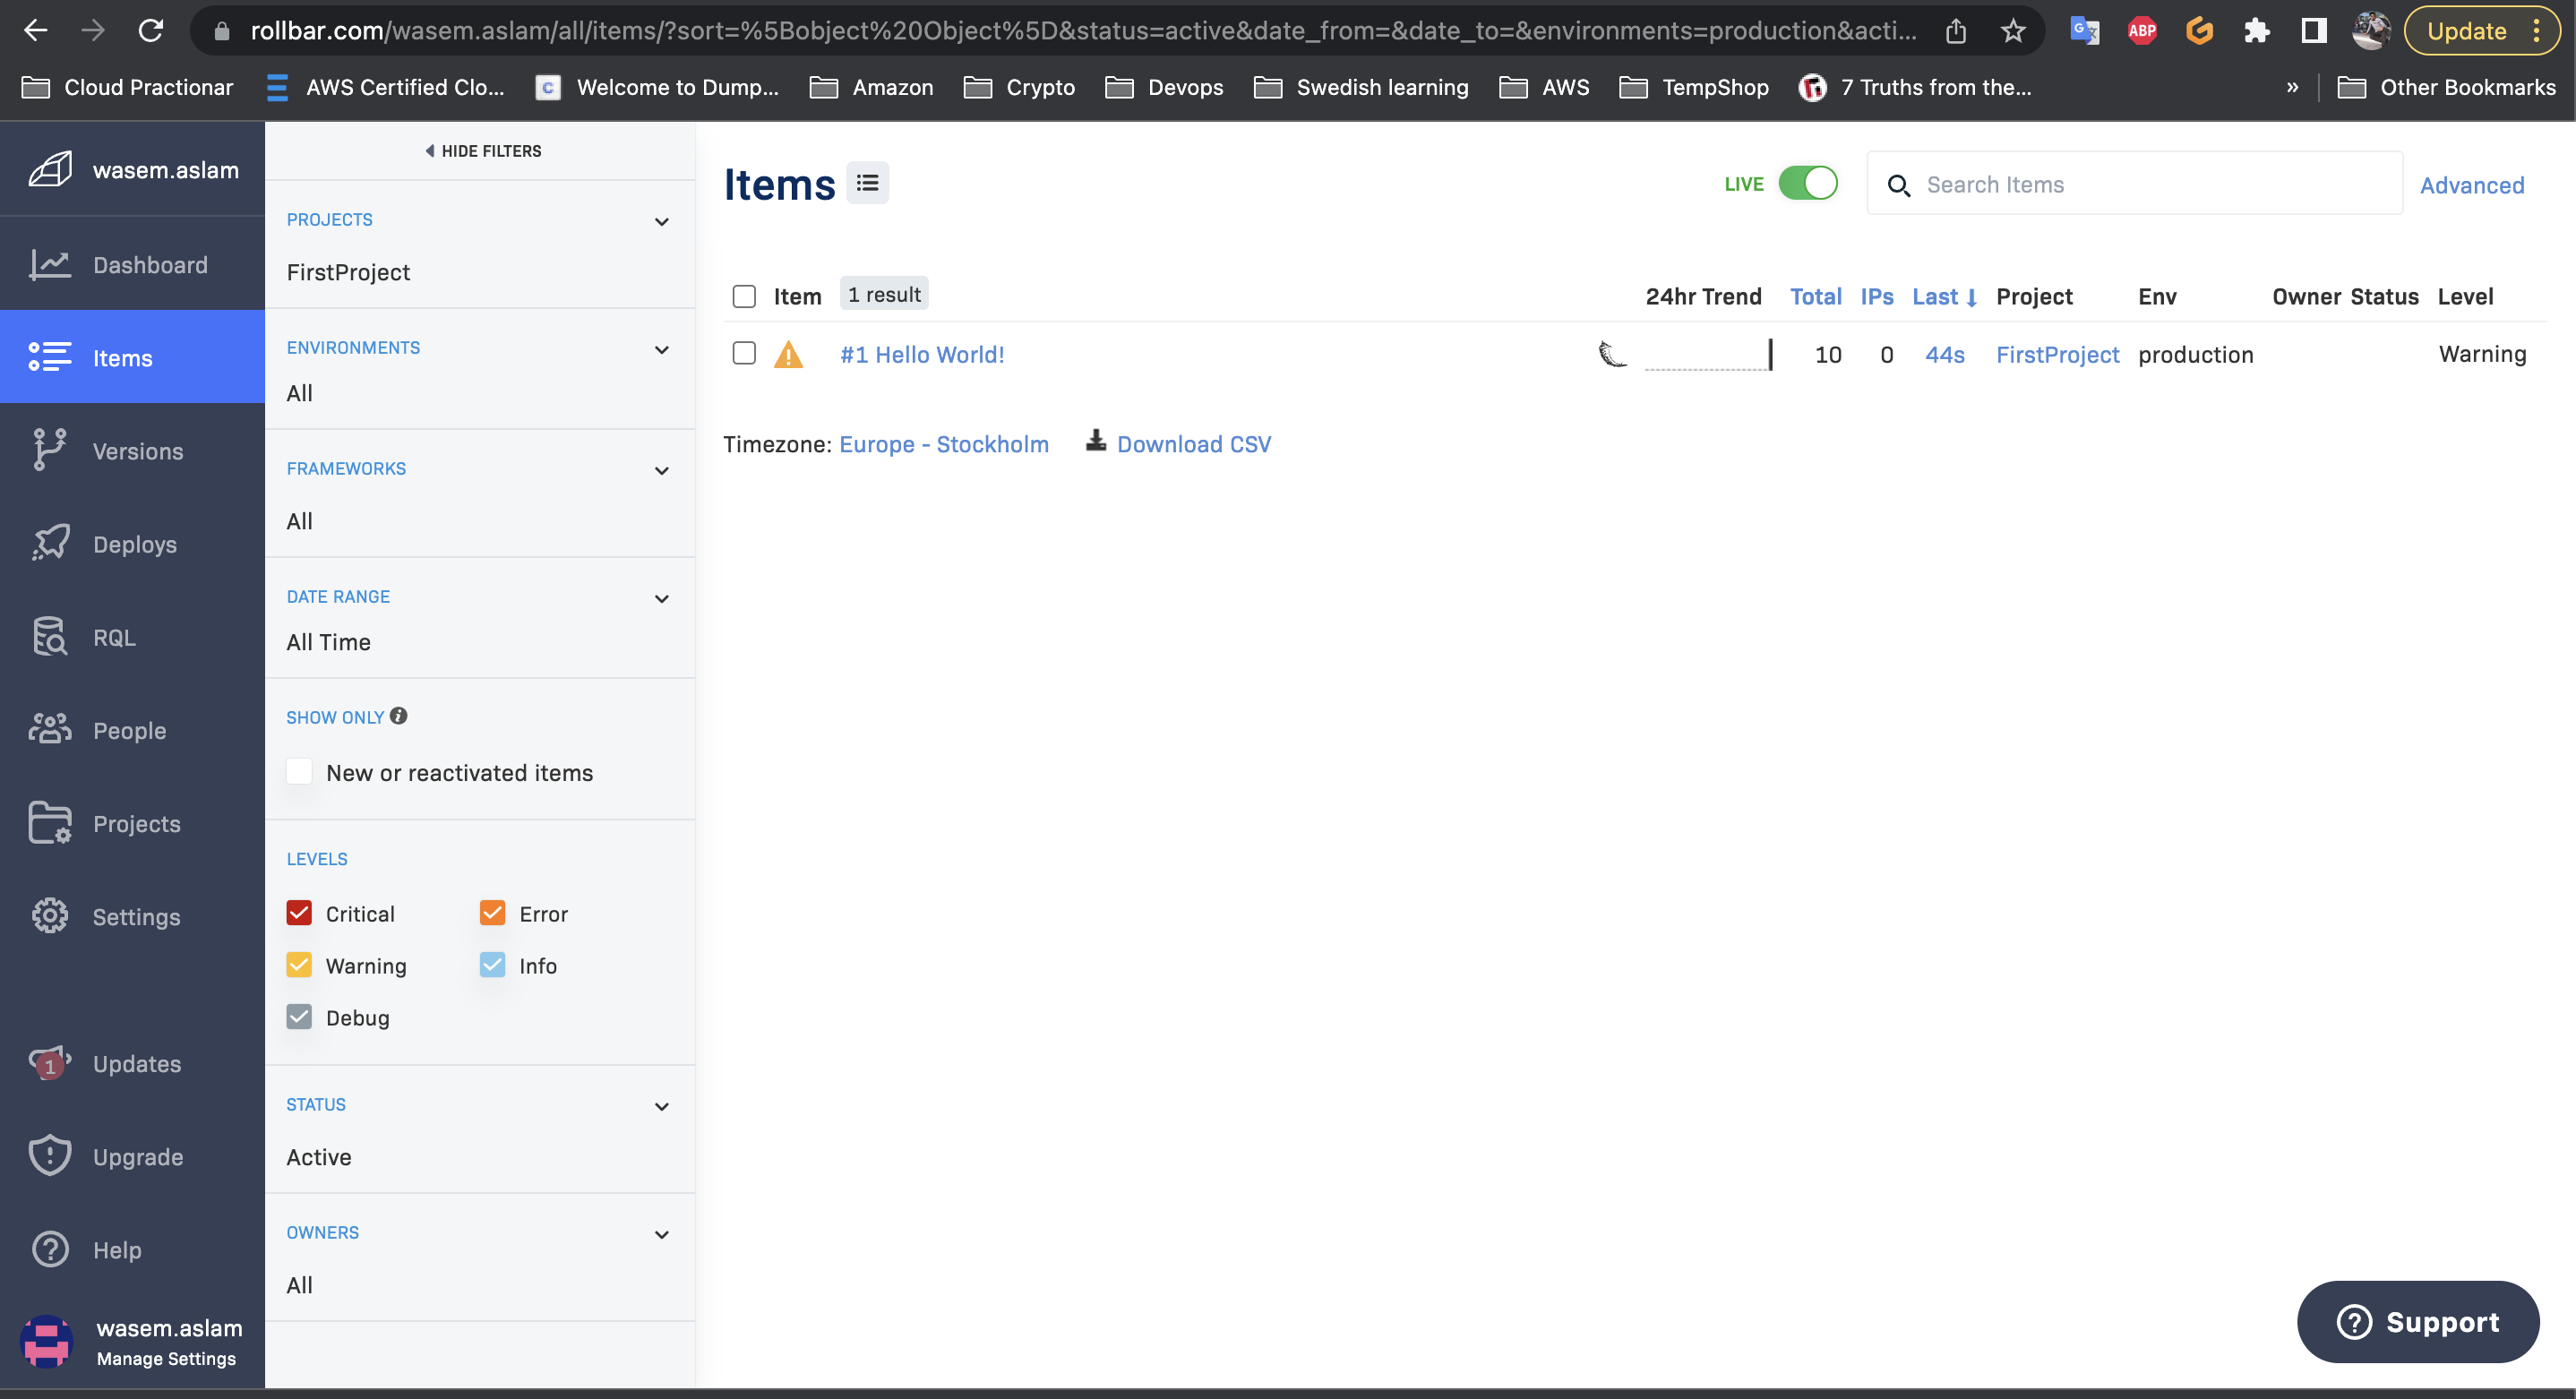 rollbar.com/wasem.aslam/all/items/?sort=%5Bobject%20Object%5D&status=active&date_from=&date_to=&environments=production&acti...
ABP
Update
Cloud Practionar
AWS Certified Clo...
Welcome to Dump...
Amazon
Crypto
Devops
Swedish learning
AWS
TempShop
7 Truths from the...
»
Other Bookmarks
wasem.aslam
Dashboard
Items
Versions
Deploys
RQL
People
Projects
Settings
1 Updates
Upgrade
Help
wasem.aslam
Manage Settings
HIDE FILTERS
PROJECTS
FirstProject
ENVIRONMENTS
All
FRAMEWORKS
All
DATE RANGE
All Time
SHOW ONLY
New or reactivated items
LEVELS
Critical Error
Warning Info
Debug
STATUS
Active
OWNERS
All
Items
LIVE
Search Items
Advanced
Item 1 result 24hr Trend Total IPs Last Project Env Owner Status Level
#1 Hello World! 10 0 44s FirstProject production Warning
Timezone: Europe - Stockholm Download CSV
Support